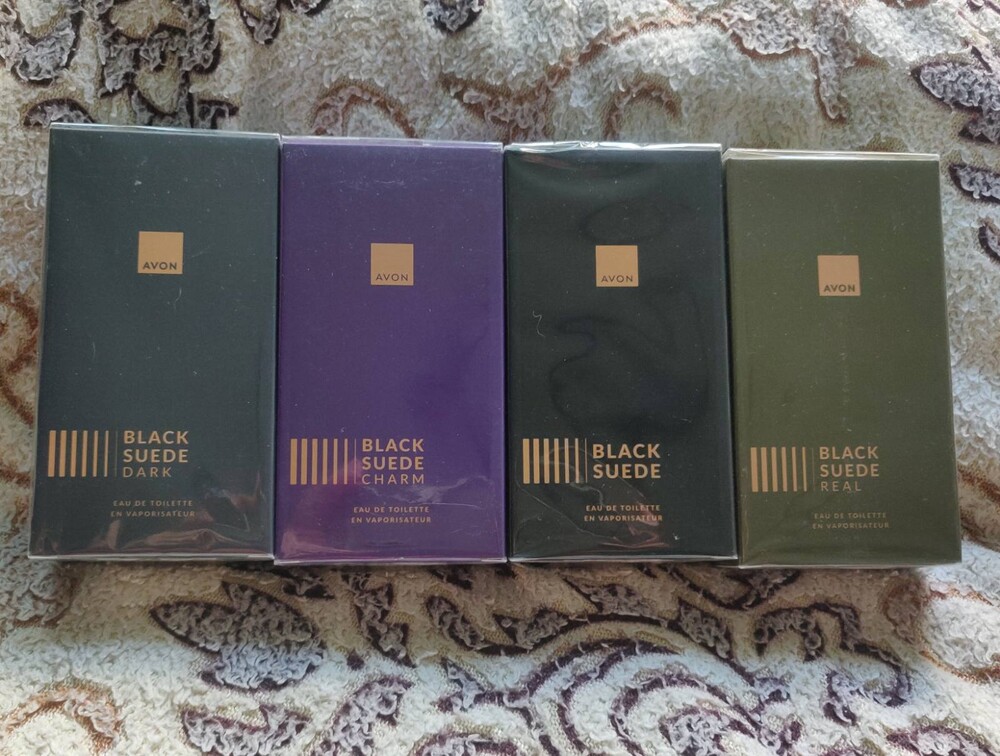 AVON
BLACK
SUEDE
DARK
EAU DE TOILETTE
EN VAPORISATEUR
AVON
BLACK
SUEDE
CHARM
EAU DE TOILETTE
EN VAPORISATEUR
AVON
BLACK
SUEDE
EAU DE TOILETTE
EN VAPORISATEUR
AVON
BLACK
SUEDE
REAL
EAU DE TOILETTE
EN VAPORISATEUR